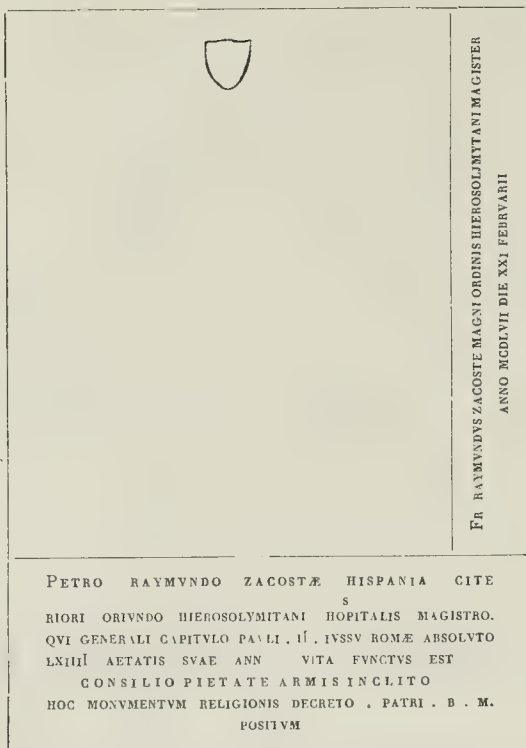 FR RAYMVNDVS ZACOSTE MAGNI ORDINJS HIEROSOLJMYTANI MAGISTER
ANNO MCDLVII DIE XXI FEBRVARII
PETRO RAYMVNDO ZACOSTÆ HISPANIA CITE
S
RIORI ORIVNDO HIEROSOLYMITANI HOPITALIS MAGISTRO.
QVI GENERALI CAPITVLO PAVLI . II . IVSSV ROMÆ ABSOLVTO
LXIIII AETATIS SVAE ANN VITA FVNCTVS EST
CONSILIO PIETATE ARMIS INCLITO
HOC MONVMENTVM RELIGIONIS DECRETO . PATRI . B . M.
POSITVM